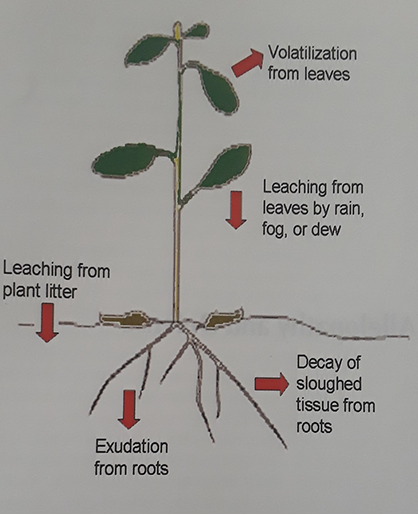 Volatilization
from leaves
Leaching from
leaves by rain,
fog, or dew
Leaching from
plant litter
Decay of
sloughed
tissue from
roots
Exudation
from roots